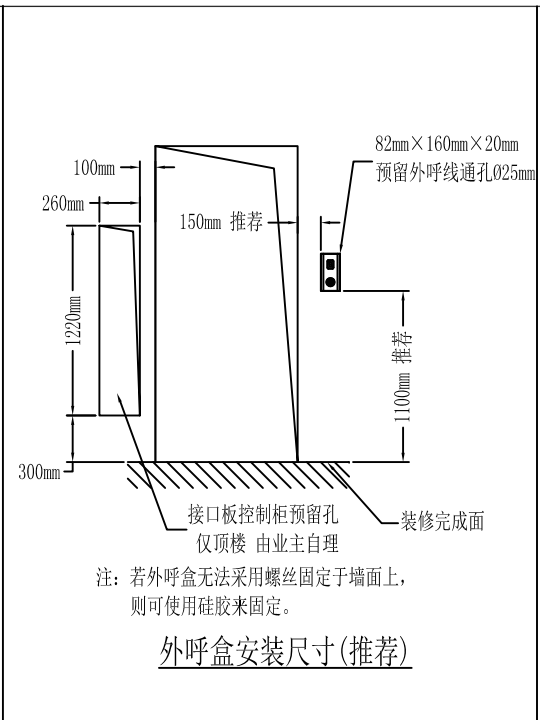 82mm×160mm×20mm
预留外呼线通孔Ø25mm
100mm
260mm
150mm 推荐
1220mm
1100mm 推荐
300mm
接口板控制柜预留孔
仅顶楼 由业主自理
装修完成面
注：若外呼盒无法采用螺丝固定于墙面上，
则可使用硅胶来固定。
外呼盒安装尺寸(推荐)